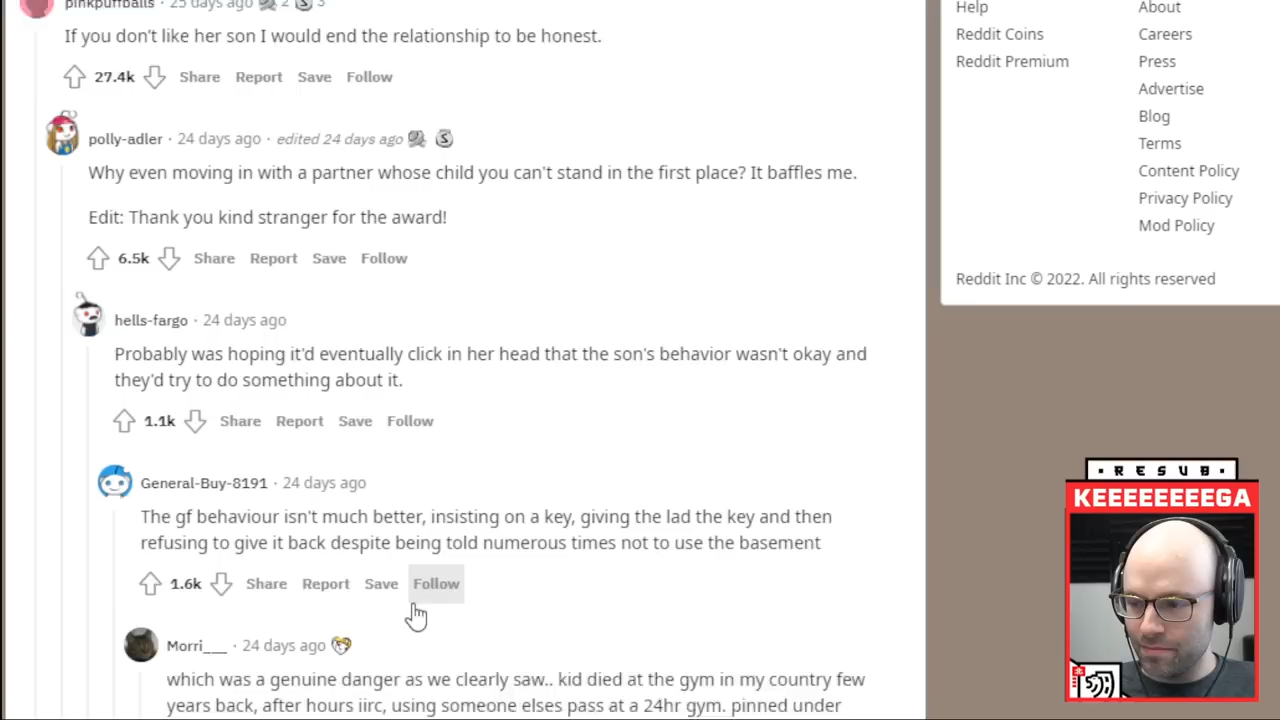 pinkpuffballs · 25 days ago 2 3
If you don't like her son I would end the relationship to be honest.
27.4k Share Report Save Follow
polly-adler · 24 days ago · edited 24 days ago
Why even moving in with a partner whose child you can't stand in the first place? It baffles me.
Edit: Thank you kind stranger for the award!
6.5k Share Report Save Follow
hells-fargo · 24 days ago
Probably was hoping it'd eventually click in her head that the son's behavior wasn't okay and
they'd try to do something about it.
1.1k Share Report Save Follow
General-Buy-8191 · 24 days ago
The gf behaviour isn't much better, insisting on a key, giving the lad the key and then
refusing to give it back despite being told numerous times not to use the basement
1.6k Share Report Save Follow
Morri___ · 24 days ago
which was a genuine danger as we clearly saw.. kid died at the gym in my country few
years back, after hours iirc, using someone elses pass at a 24hr gym. pinned under
Help
Reddit Coins
Reddit Premium
About
Careers
Press
Advertise
Blog
Terms
Content Policy
Privacy Policy
Mod Policy
Reddit Inc © 2022. All rights reserved
· RESUB ·
KEEEEEEEEGA